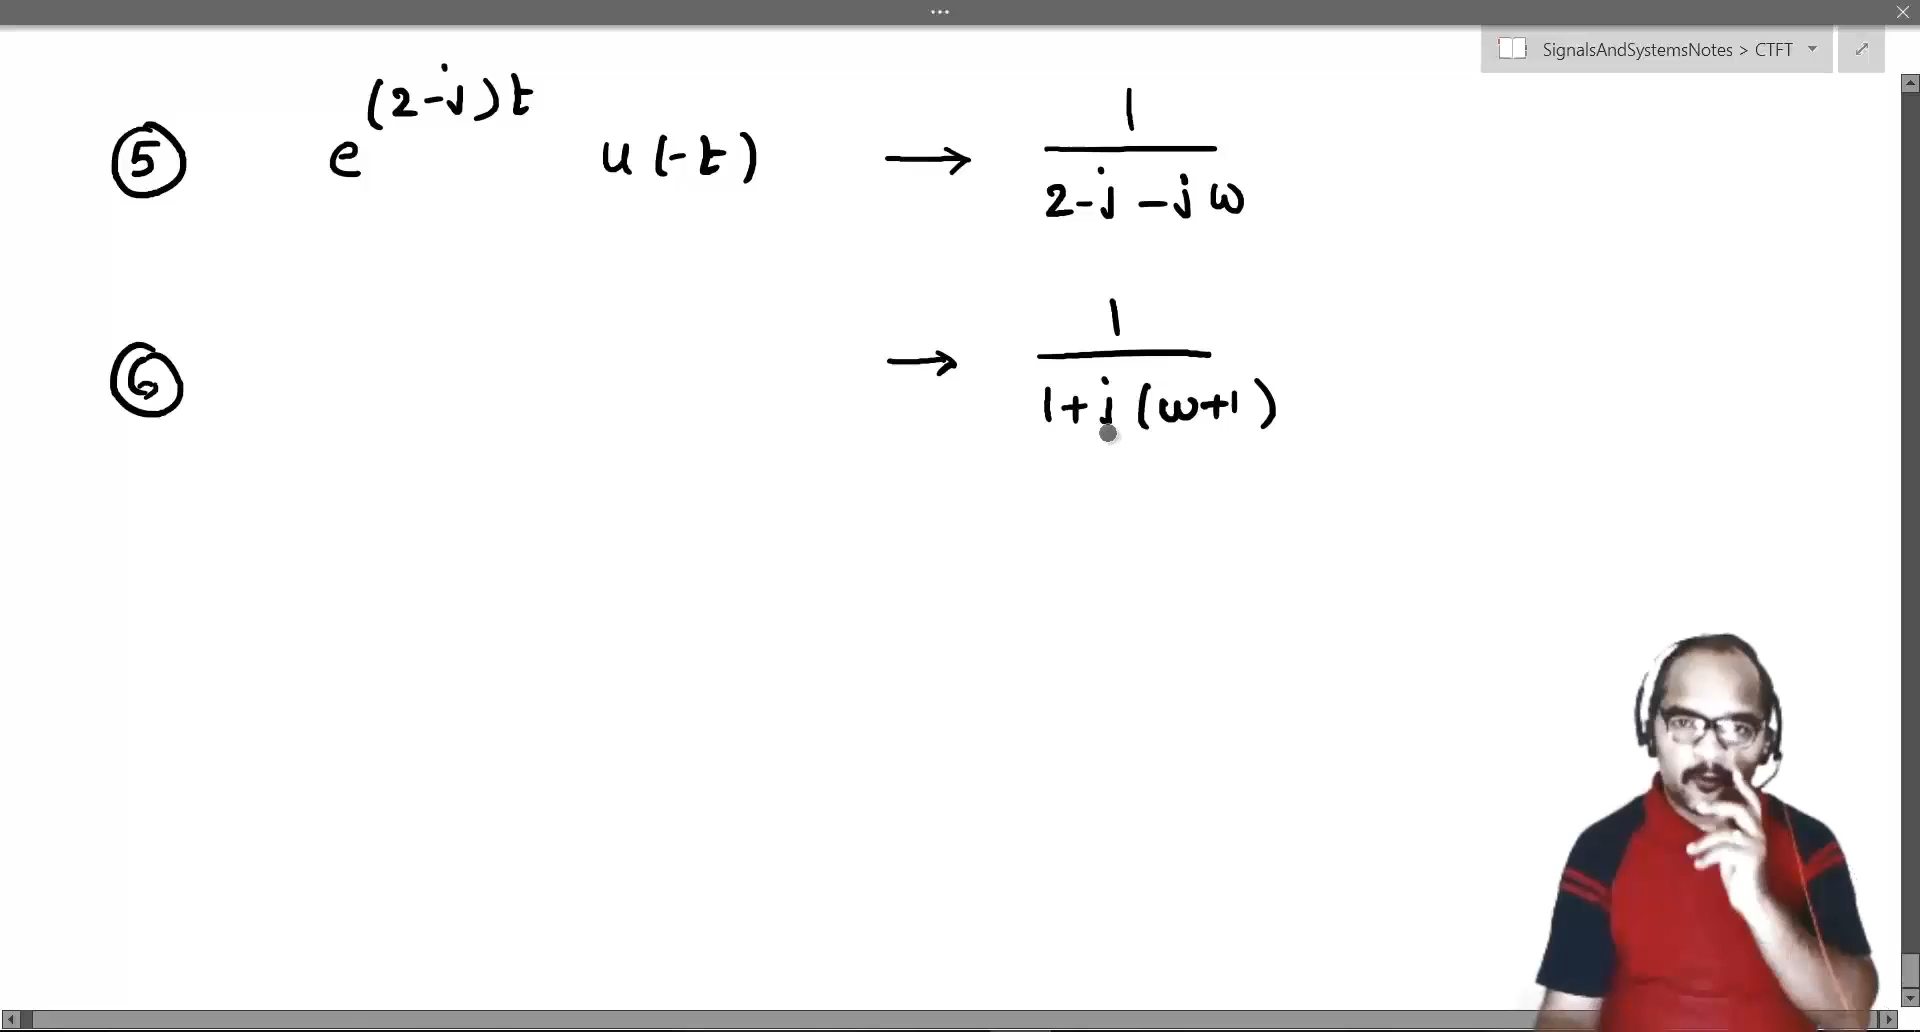 SignalsAndSystemsNotes > CTFT
⑤ e^{(2-j)t} u(-t) → 1/(2-j-jω)
⑥ → 1/(1+j(ω+1))